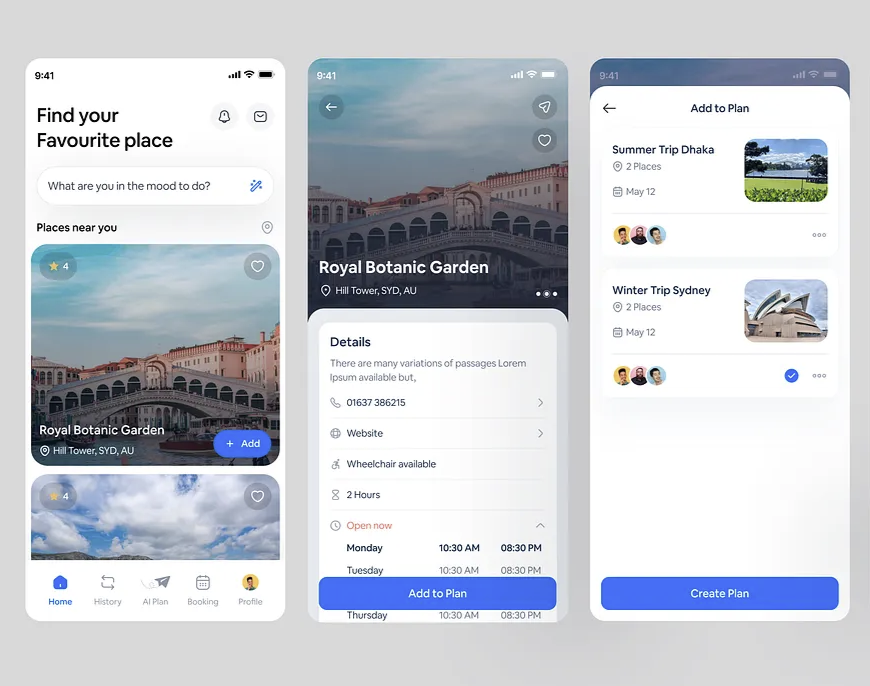 9:41
Find your
Favourite place
What are you in the mood to do?
Places near you
4
Royal Botanic Garden
Hill Tower, SYD, AU
+ Add
4
Home
History
AI Plan
Booking
Profile
9:41
Royal Botanic Garden
Hill Tower, SYD, AU
Details
There are many variations of passages Lorem
Ipsum available but,
01637 386215
Website
Wheelchair available
2 Hours
Open now
Monday 10:30 AM 08:30 PM
Tuesday 10:30 AM 08:30 PM
Add to Plan
Thursday 10:30 AM 08:30 PM
9:41
Add to Plan
Summer Trip Dhaka
2 Places
May 12
Winter Trip Sydney
2 Places
May 12
Create Plan